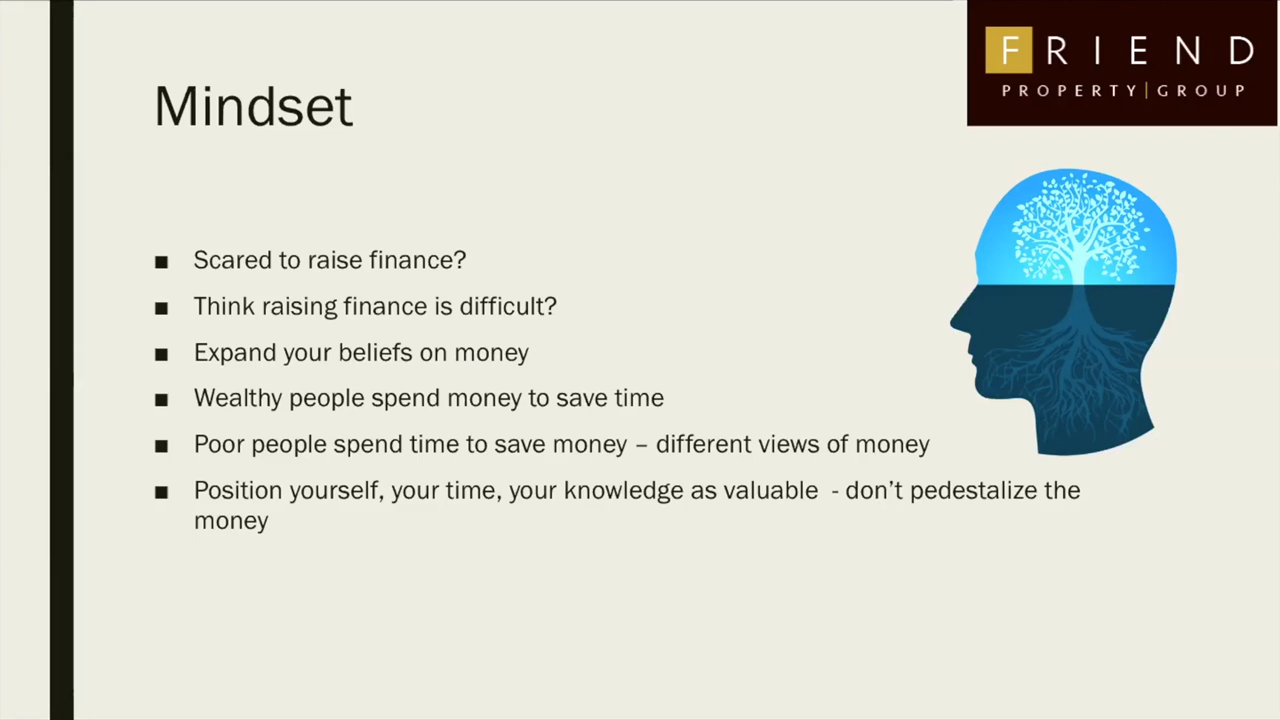 FRIEND
PROPERTY|GROUP
Mindset
■ Scared to raise finance?
■ Think raising finance is difficult?
■ Expand your beliefs on money
■ Wealthy people spend money to save time
■ Poor people spend time to save money – different views of money
■ Position yourself, your time, your knowledge as valuable  - don’t pedestalize the
money